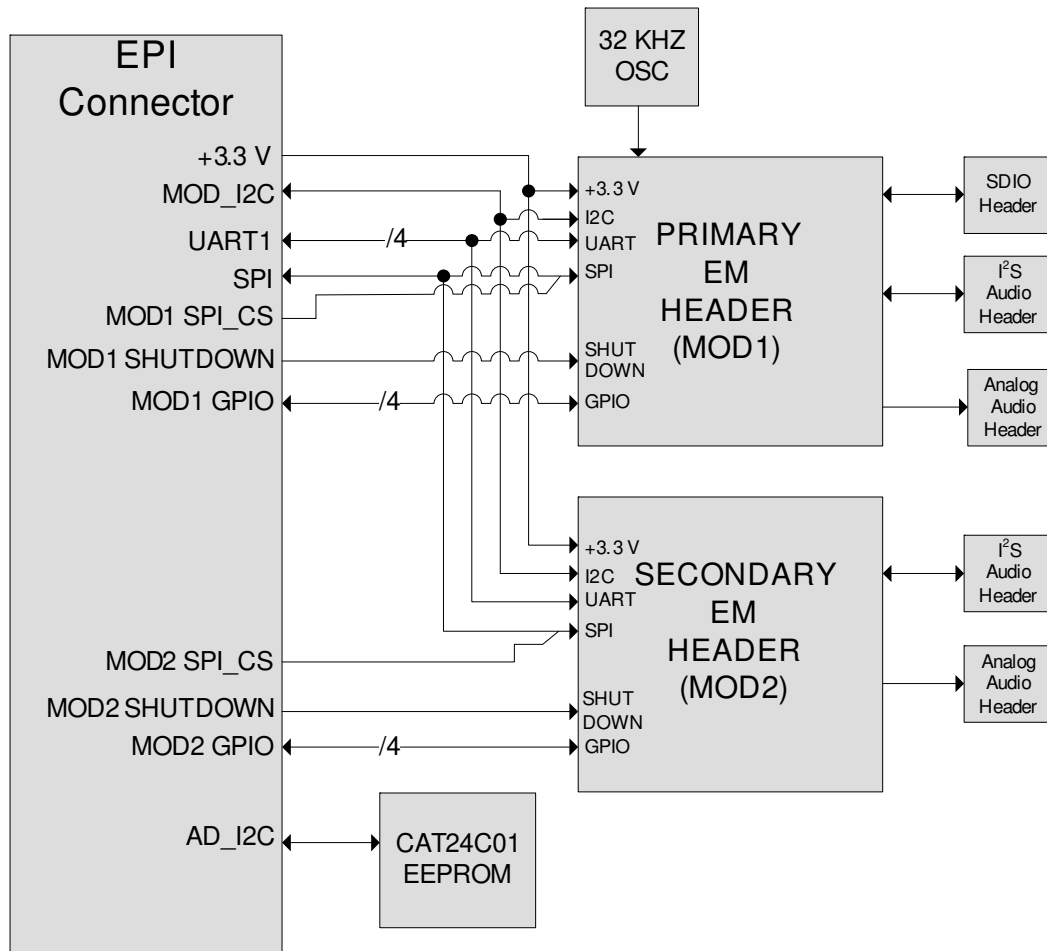 EPI
Connector
+3.3 V
MOD_I2C
UART1
SPI
MOD1 SPI_CS
MOD1 SHUTDOWN
MOD1 GPIO
MOD2 SPI_CS
MOD2 SHUTDOWN
MOD2 GPIO
AD_I2C
/4
/4
/4
32 KHZ
OSC
+3.3 V
I2C
UART
SPI
SHUT
DOWN
GPIO
PRIMARY
EM
HEADER
(MOD1)
SDIO
Header
I²S
Audio
Header
Analog
Audio
Header
+3.3 V
I2C
UART
SPI
SHUT
DOWN
GPIO
SECONDARY
EM
HEADER
(MOD2)
I²S
Audio
Header
Analog
Audio
Header
CAT24C01
EEPROM